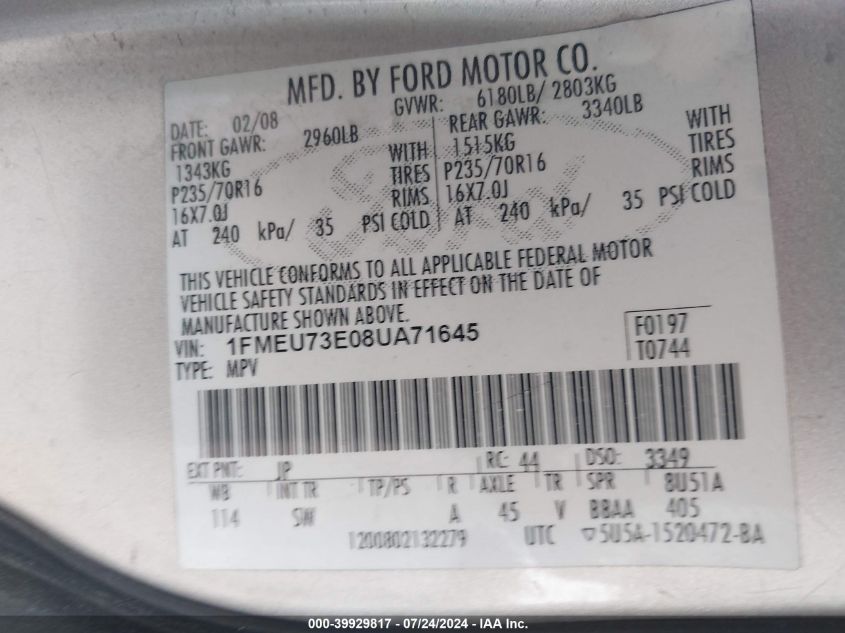 MFD. BY FORD MOTOR CO.
DATE: 02/08 GVWR: 6180LB/ 2803KG
FRONT GAWR: 2960LB REAR GAWR: 3340LB
1343KG WITH 1515KG WITH
P235/70R16 TIRES P235/70R16 TIRES
16X7.0J RIMS 16X7.0J RIMS
AT 240 kPa/ 35 PSI COLD AT 240 kPa/ 35 PSI COLD
THIS VEHICLE CONFORMS TO ALL APPLICABLE FEDERAL MOTOR
VEHICLE SAFETY STANDARDS IN EFFECT ON THE DATE OF
MANUFACTURE SHOWN ABOVE.
VIN: 1FMEU73E08UA71645 F0197
TYPE: MPV T0744
EXT PNT: JP RC: 44 DSO: 3349
WB INT TR TP/PS R AXLE TR SPR 8U51A
114 SW A 45 V BBAA 405
1200802132279 UTC ▽5U5A-1520472-BA
000-39929817 / 07/24/2024 - IAA Inc.